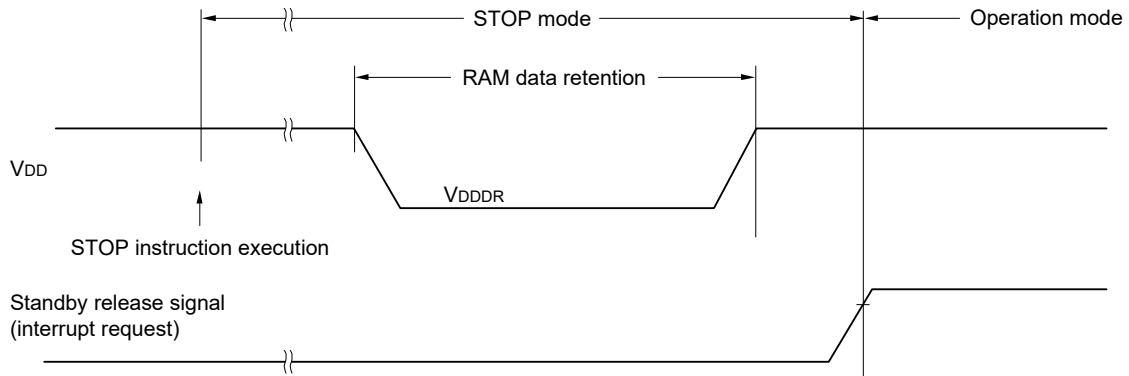 STOP mode
Operation mode
RAM data retention
VDD
VDDDR
STOP instruction execution
Standby release signal
(interrupt request)